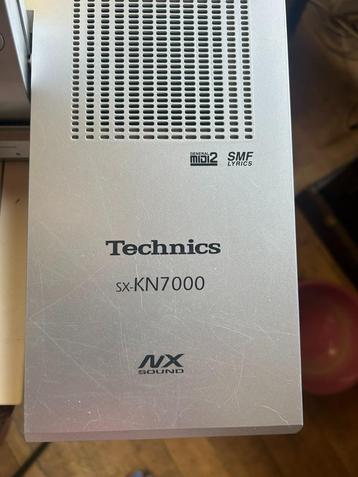 GENERAL MIDI2 SMF LYRICS
Technics
SX-KN7000
NX
SOUND